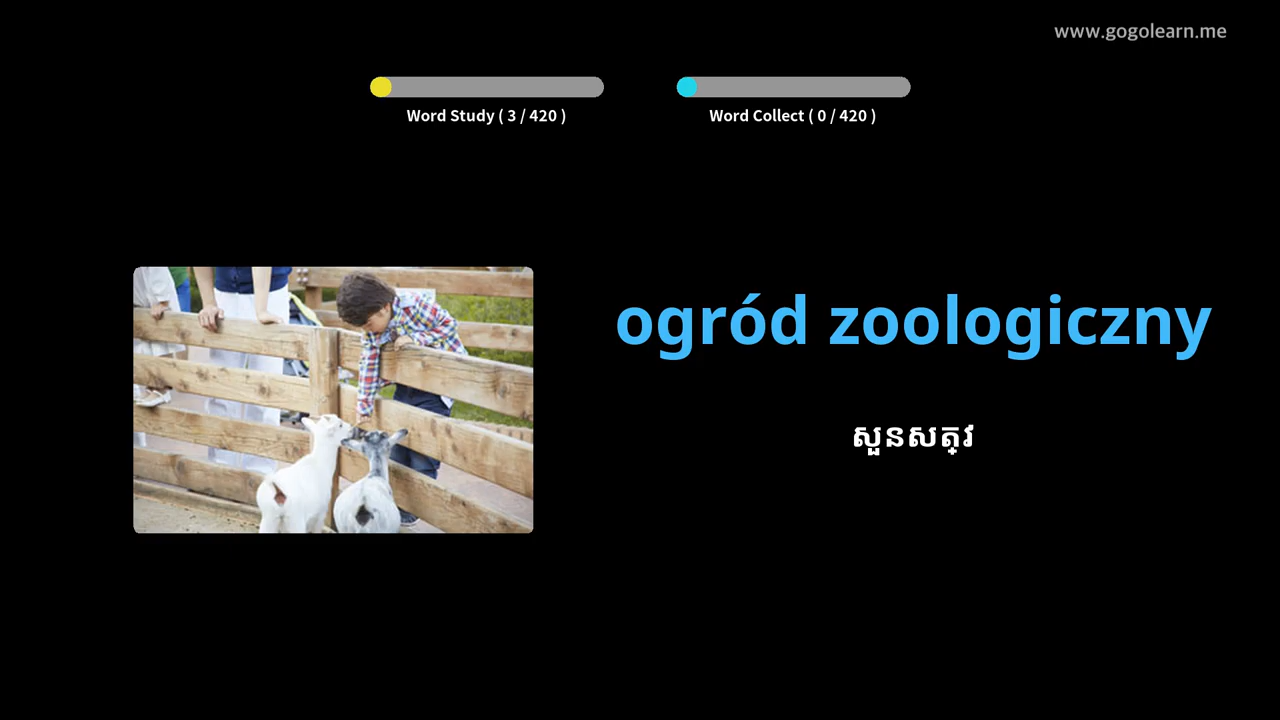 www.gogolearn.me
Word Study ( 3 / 420 )
Word Collect ( 0 / 420 )
ogród zoologiczny
សួនសត្វ